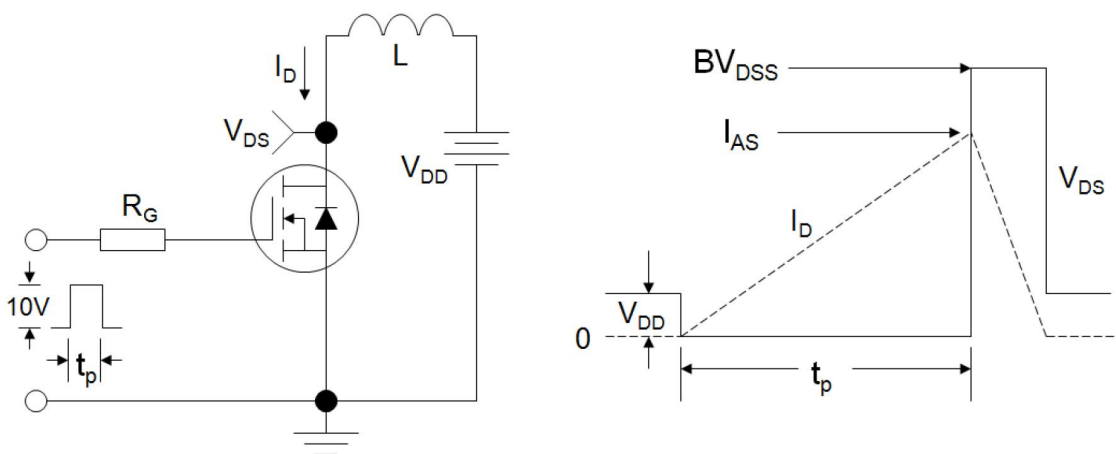 L
I_D
V_DS
V_DD
R_G
10V
t_p
BV_DSS
I_AS
V_DS
I_D
V_DD
0
t_p